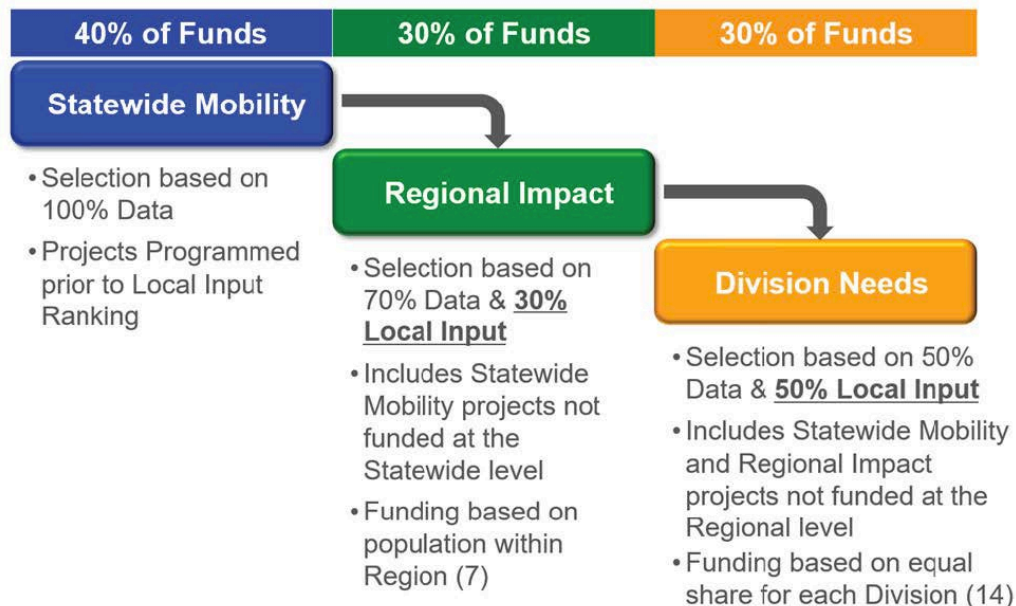 40% of Funds
30% of Funds
30% of Funds
Statewide Mobility
• Selection based on
100% Data
• Projects Programmed
prior to Local Input
Ranking
Regional Impact
• Selection based on
70% Data & 30%
Local Input
• Includes Statewide
Mobility projects not
funded at the
Statewide level
• Funding based on
population within
Region (7)
Division Needs
• Selection based on 50%
Data & 50% Local Input
• Includes Statewide Mobility
and Regional Impact
projects not funded at the
Regional level
• Funding based on equal
share for each Division (14)